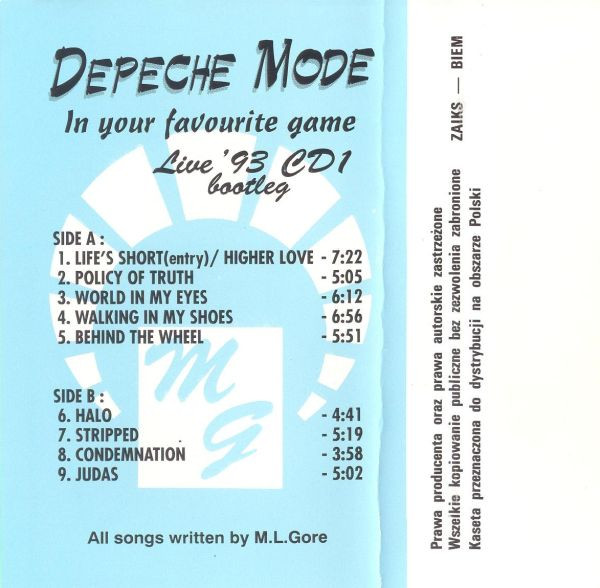 DEPECHE MODE
In your favourite game
Live '93 CD1
bootleg
SIDE A :
1. LIFE'S SHORT(entry)/ HIGHER LOVE - 7:22
2. POLICY OF TRUTH - 5:05
3. WORLD IN MY EYES - 6:12
4. WALKING IN MY SHOES - 6:56
5. BEHIND THE WHEEL - 5:51
MG
SIDE B :
6. HALO - 4:41
7. STRIPPED - 5:19
8. CONDEMNATION - 3:58
9. JUDAS - 5:02
All songs written by M.L.Gore
Prawa producenta oraz prawa autorskie zastrzeżone
Wszelkie kopiowanie publiczne bez zezwolenia zabronione ZAIKS — BIEM
Kaseta przeznaczona do dystrybucji na obszarze Polski